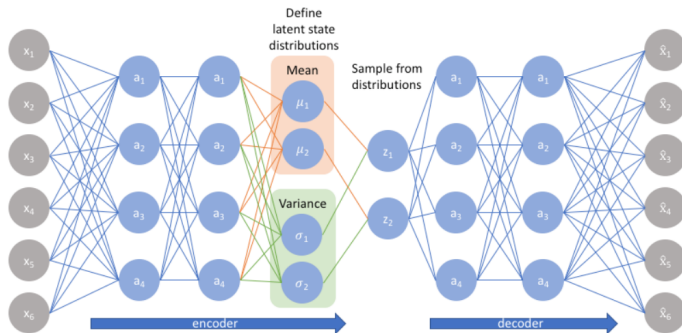 Define
latent state
distributions
Mean
Sample from
distributions
Variance
x₁
x₂
x₃
x₄
x₅
x₆
a₁
a₂
a₃
a₄
a₁
a₂
a₃
a₄
μ₁
μ₂
σ₁
σ₂
z₁
z₂
a₁
a₂
a₃
a₄
a₁
a₂
a₃
a₄
x̂₁
x̂₂
x̂₃
x̂₄
x̂₅
x̂₆
encoder
decoder